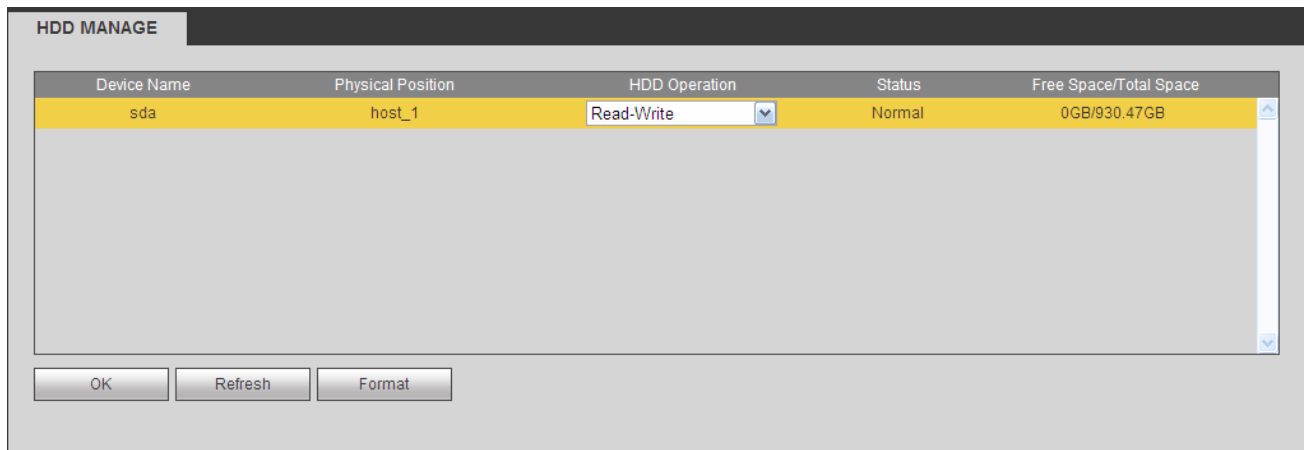 HDD MANAGE
Device Name Physical Position HDD Operation Status Free Space/Total Space
sda host_1 Read-Write Normal 0GB/930.47GB
OK Refresh Format